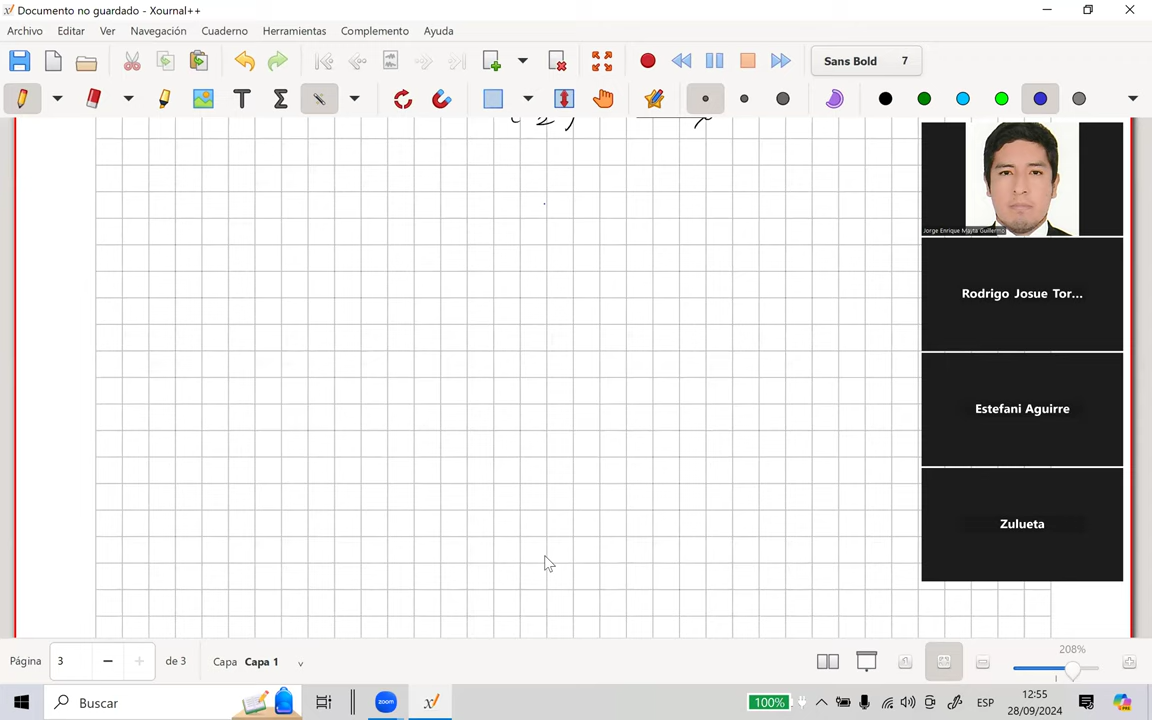 Documento no guardado - Xournal++
Archivo Editar Ver Navegación Cuaderno Herramientas Complemento Ayuda
Sans Bold 7
Jorge Enrique Mayta Guillermo
Rodrigo Josue Tor...
Estefani Aguirre
Zulueta
Página 3 de 3 Capa Capa 1 208%
Buscar zoom 100% ESP 12:55
28/09/2024